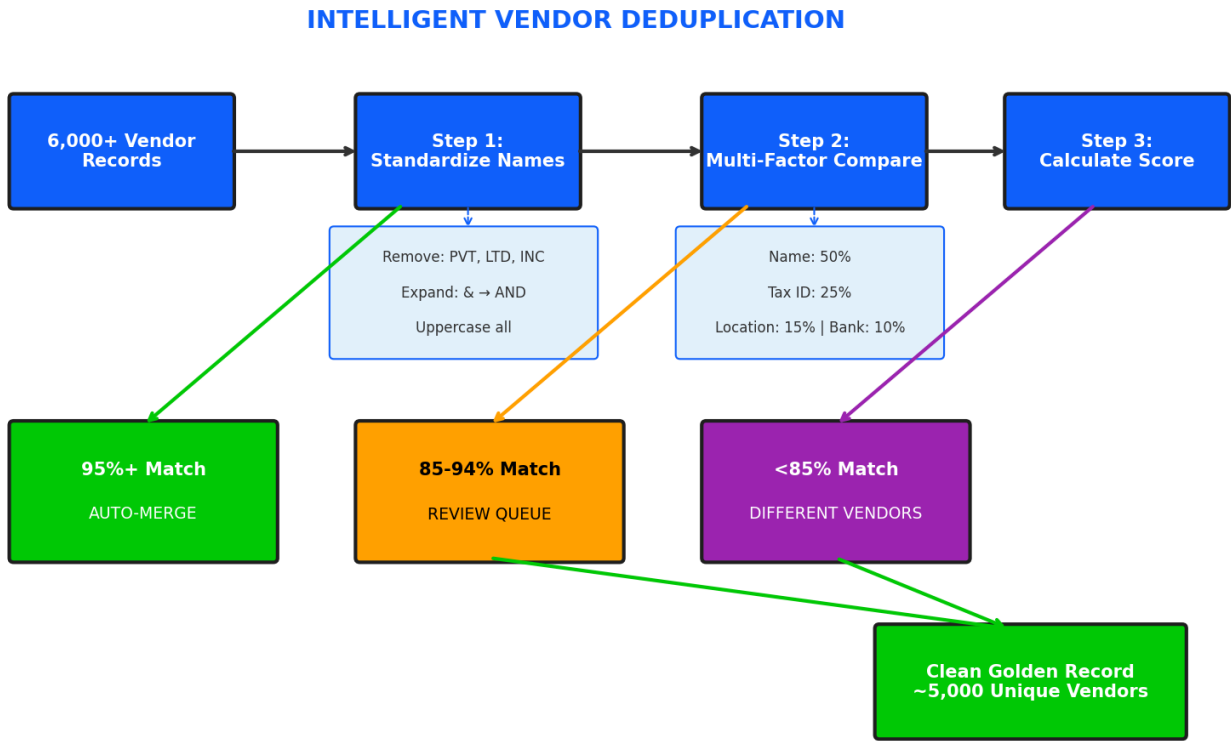 INTELLIGENT VENDOR DEDUPLICATION
6,000+ Vendor
Records
Step 1:
Standardize Names
Step 2:
Multi-Factor Compare
Step 3:
Calculate Score
Remove: PVT, LTD, INC
Expand: & → AND
Uppercase all
Name: 50%
Tax ID: 25%
Location: 15% | Bank: 10%
95%+ Match
AUTO-MERGE
85-94% Match
REVIEW QUEUE
<85% Match
DIFFERENT VENDORS
Clean Golden Record
~5,000 Unique Vendors